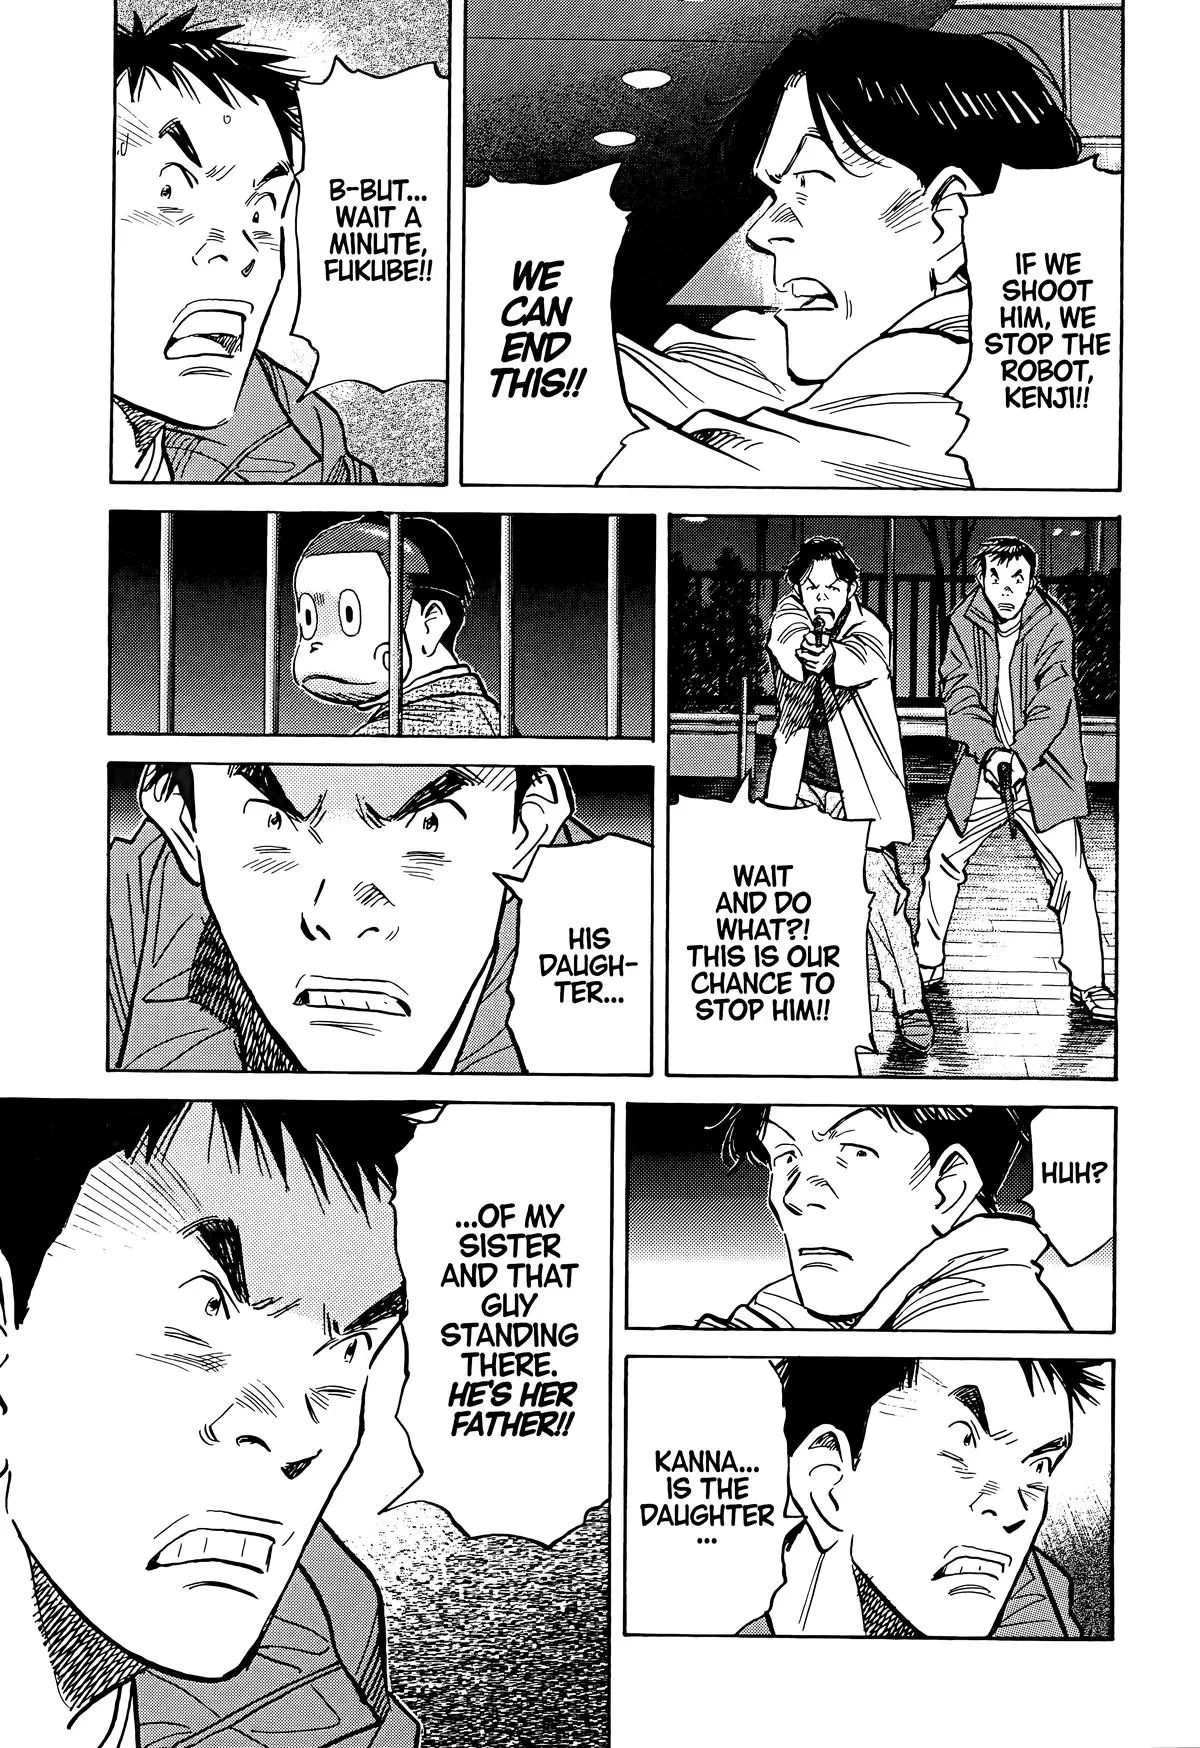 IF WE
SHOOT
HIM, WE
STOP THE
ROBOT,
KENJI!!
WE
CAN
END
THIS!!
B-BUT...
WAIT A
MINUTE,
FUKUBE!!
WAIT
AND DO
WHAT?!
THIS IS OUR
CHANCE TO
STOP HIM!!
HIS
DAUGH-
TER...
HUH?
KANNA...
IS THE
DAUGHTER
...
...OF MY
SISTER
AND THAT
GUY
STANDING
THERE.
HE'S HER
FATHER!!